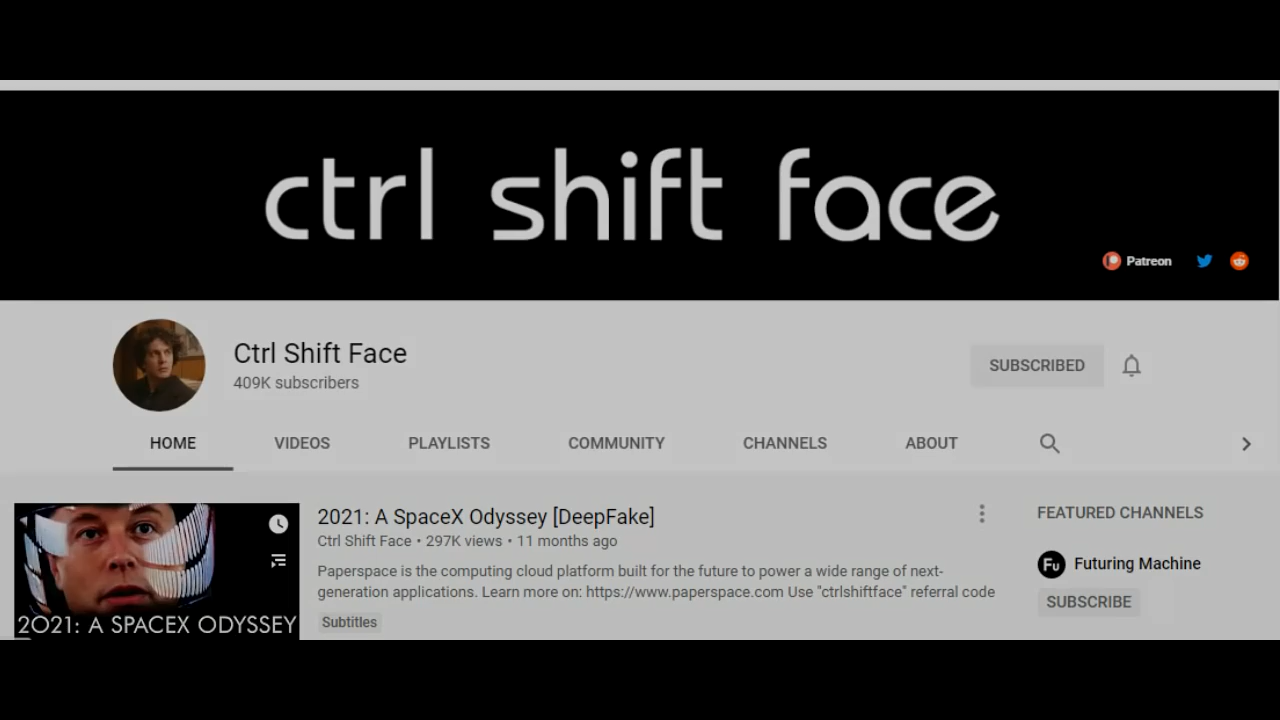 ctrl shift face
Patreon
Ctrl Shift Face
409K subscribers
SUBSCRIBED
HOME VIDEOS PLAYLISTS COMMUNITY CHANNELS ABOUT
2021: A SpaceX Odyssey [DeepFake]
Ctrl Shift Face • 297K views • 11 months ago
Paperspace is the computing cloud platform built for the future to power a wide range of next-
generation applications. Learn more on: https://www.paperspace.com Use "ctrlshiftface" referral code
Subtitles
2021: A SPACEX ODYSSEY
FEATURED CHANNELS
Fu Futuring Machine
SUBSCRIBE